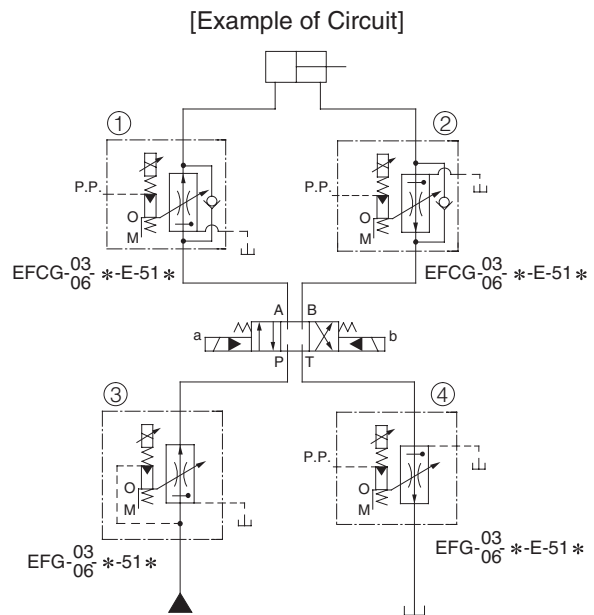 [Example of Circuit]
① ②
P.P. P.P.
O O
M M
EFCG-03/06-*-E-51* EFCG-03/06-*-E-51*
A B
a b
P T
③ ④
P.P.
O O
M M
EFG-03/06-*-51* EFG-03/06-*-E-51*